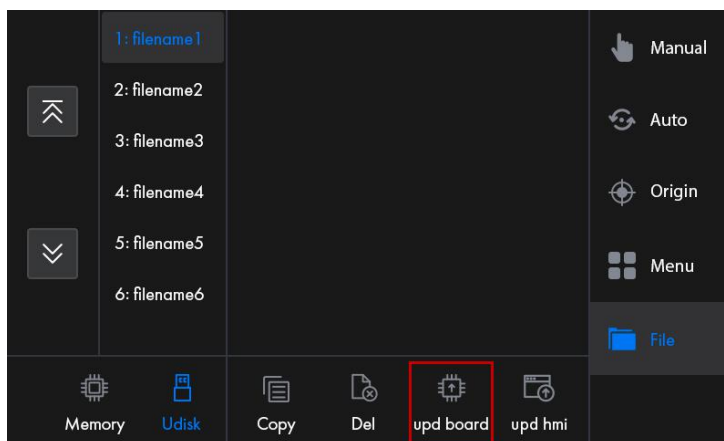 1: filename1
2: filename2
3: filename3
4: filename4
5: filename5
6: filename6
Manual
Auto
Origin
Menu
File
Memory
Udisk
Copy
Del
upd board
upd hmi